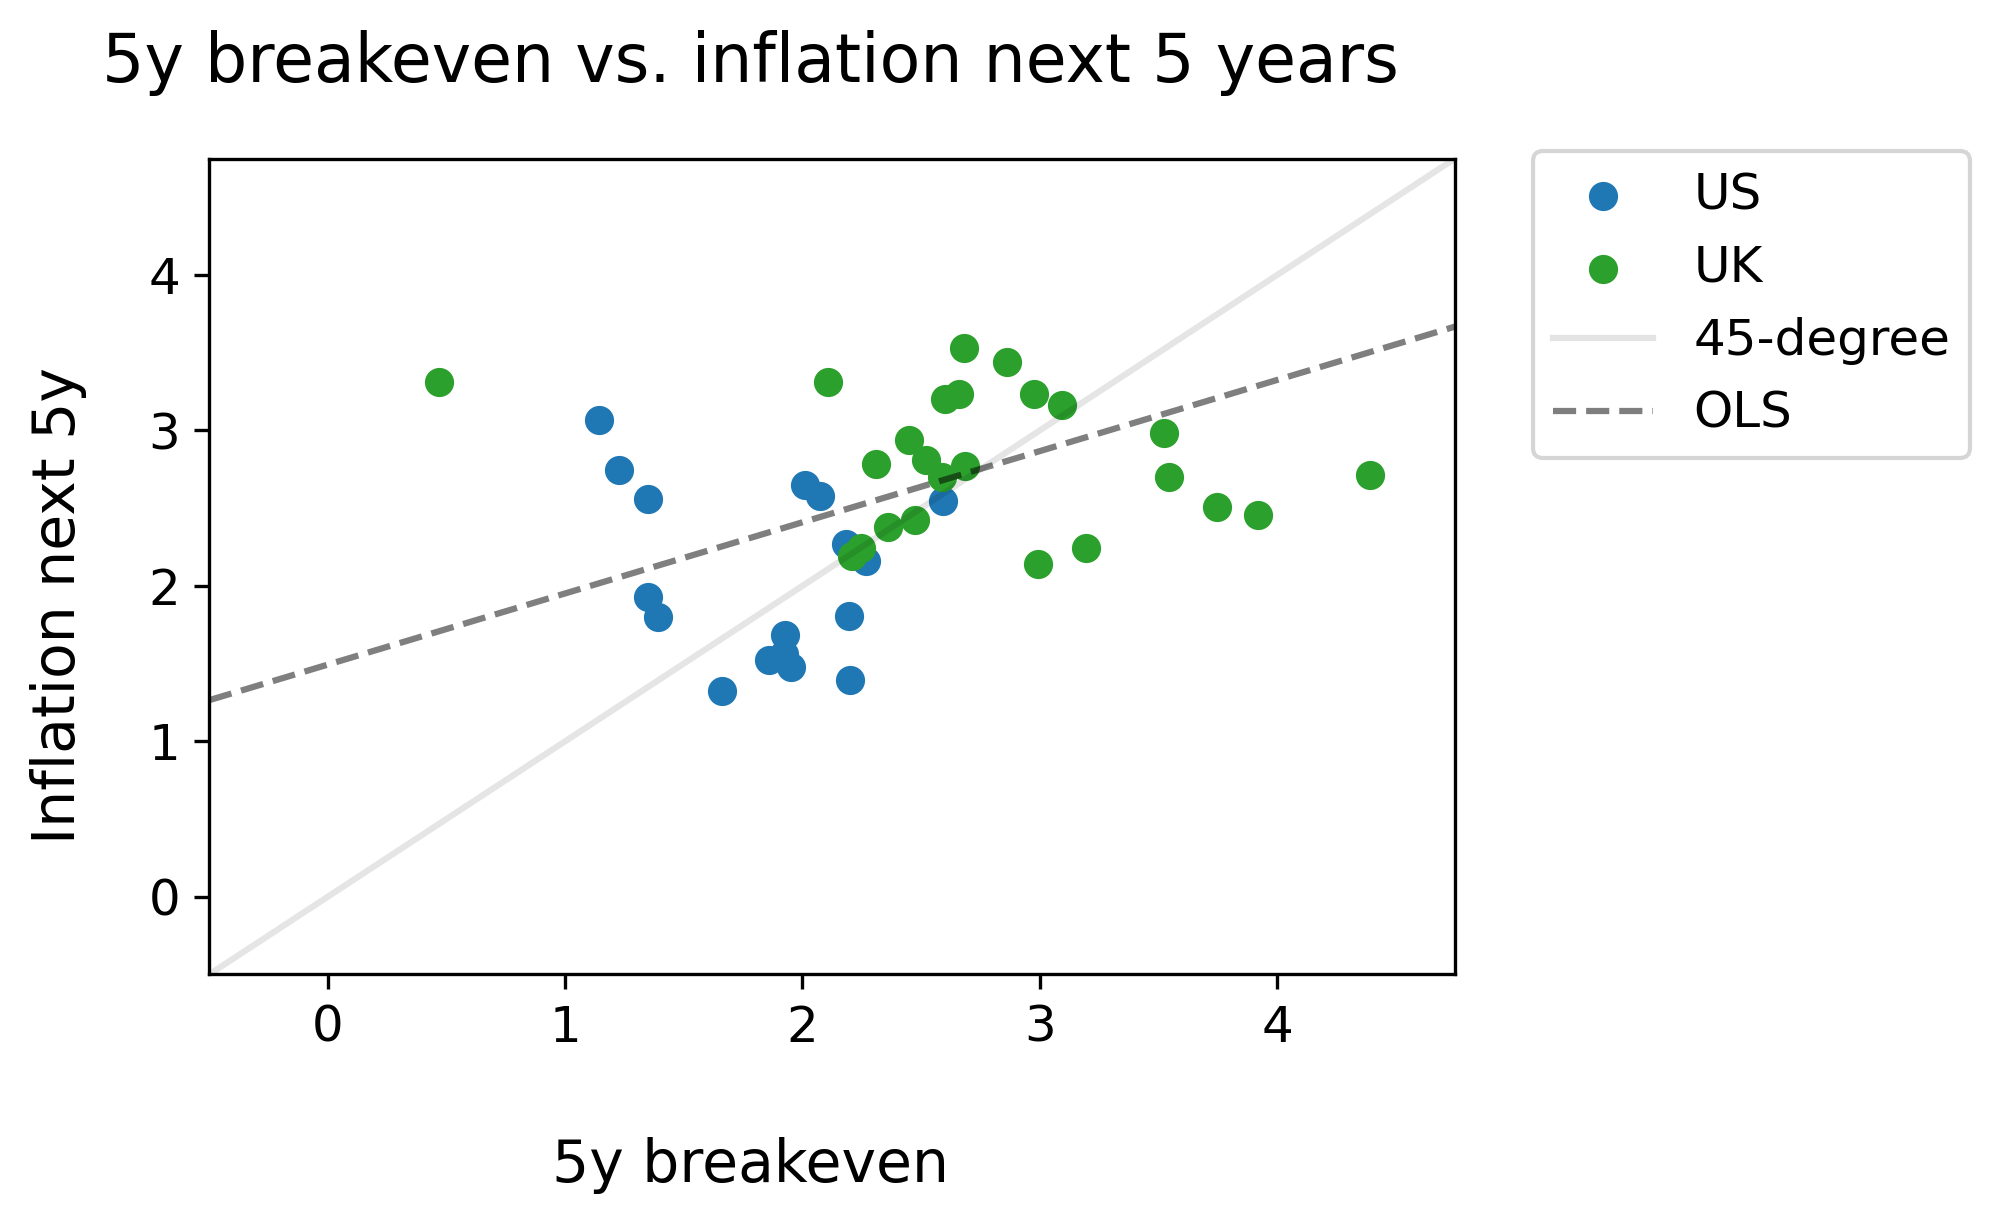 5y breakeven vs. inflation next 5 years
US
UK
45-degree
OLS
Inflation next 5y
4
3
2
1
0
0 1 2 3 4
5y breakeven